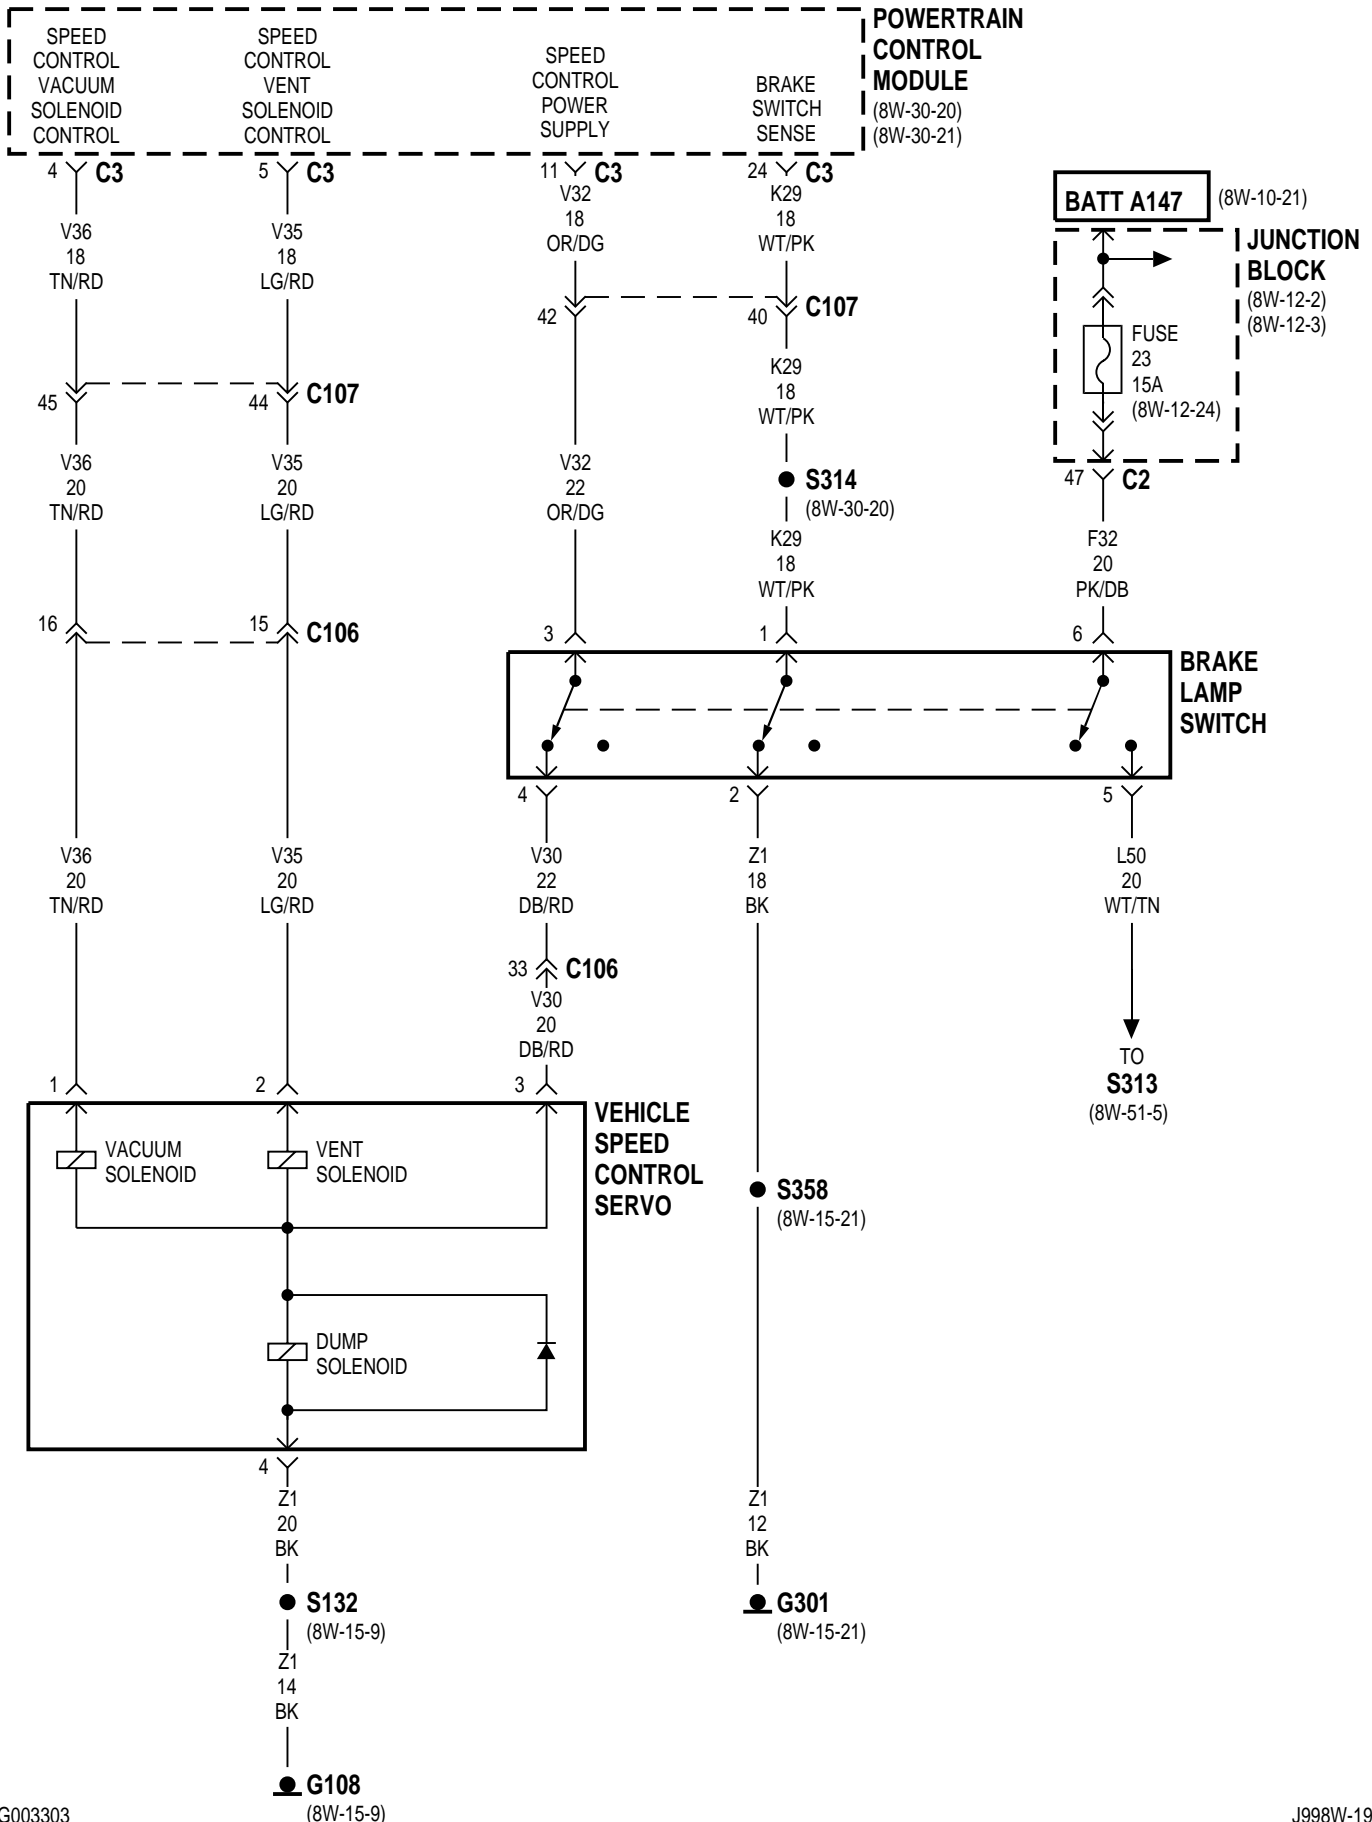 SPEED
CONTROL
VACUUM
SOLENOID
CONTROL
SPEED
CONTROL
VENT
SOLENOID
CONTROL
SPEED
CONTROL
POWER
SUPPLY
BRAKE
SWITCH
SENSE
POWERTRAIN
CONTROL
MODULE
(8W-30-20)
(8W-30-21)
4 C3
5 C3
11 C3
24 C3
V36
18
TN/RD
V35
18
LG/RD
V32
18
OR/DG
K29
18
WT/PK
BATT A147 (8W-10-21)
JUNCTION
BLOCK
(8W-12-2)
(8W-12-3)
FUSE
23
15A
(8W-12-24)
42
40 C107
45
44 C107
K29
18
WT/PK
V36
20
TN/RD
V35
20
LG/RD
V32
22
OR/DG
S314
(8W-30-20)
47 C2
K29
18
WT/PK
F32
20
PK/DB
16
15 C106
3
1
6
BRAKE
LAMP
SWITCH
4
2
5
V36
20
TN/RD
V35
20
LG/RD
V30
22
DB/RD
Z1
18
BK
L50
20
WT/TN
33 C106
V30
20
DB/RD
TO
S313
(8W-51-5)
1
2
3
VEHICLE
SPEED
CONTROL
SERVO
VACUUM
SOLENOID
VENT
SOLENOID
S358
(8W-15-21)
DUMP
SOLENOID
4
Z1
20
BK
Z1
12
BK
S132
(8W-15-9)
G301
(8W-15-21)
Z1
14
BK
G108
(8W-15-9)
G003303
J998W-19